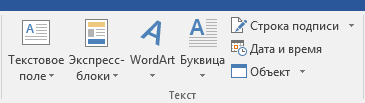 Текстовое поле
Экспресс-блоки
WordArt
Буквица
Строка подписи
Дата и время
Объект
Текст